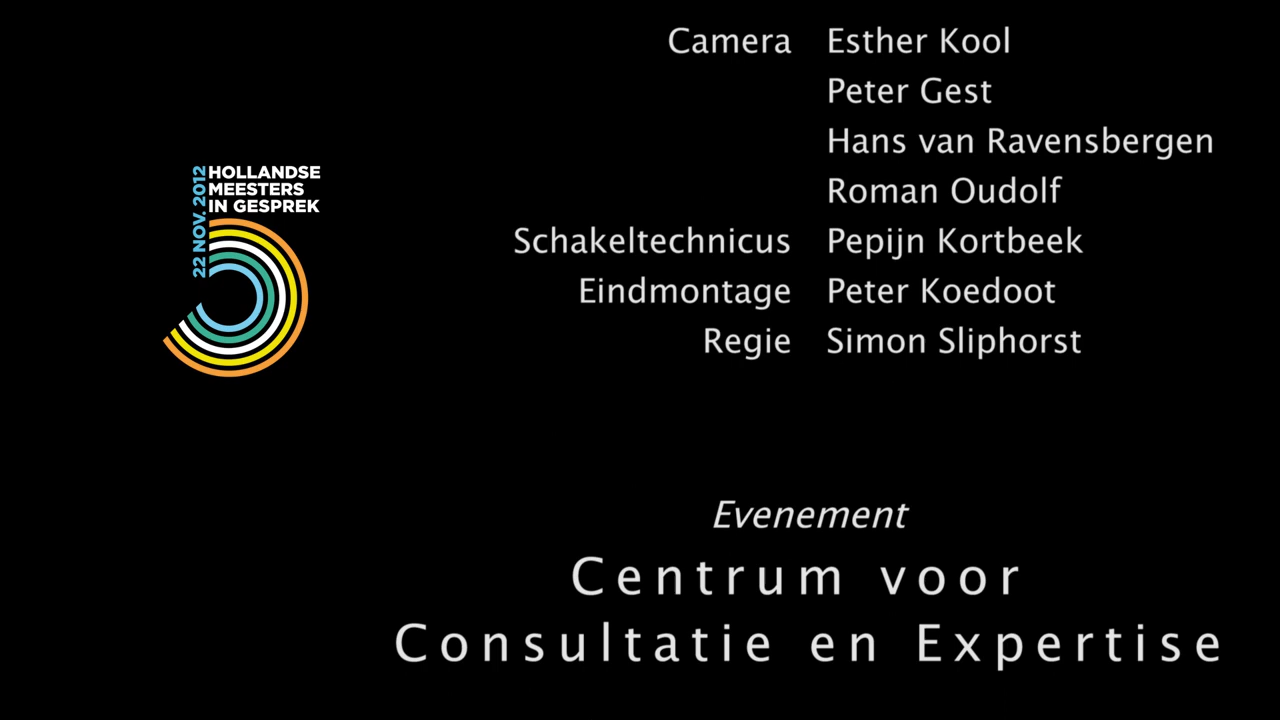 Camera Esther Kool
Peter Gest
Hans van Ravensbergen
Roman Oudolf
Schakeltechnicus Pepijn Kortbeek
Eindmontage Peter Koedoot
Regie Simon Sliphorst
22 NOV. 2012
HOLLANDSE
MEESTERS
IN GESPREK
Evenement
Centrum voor
Consultatie en Expertise